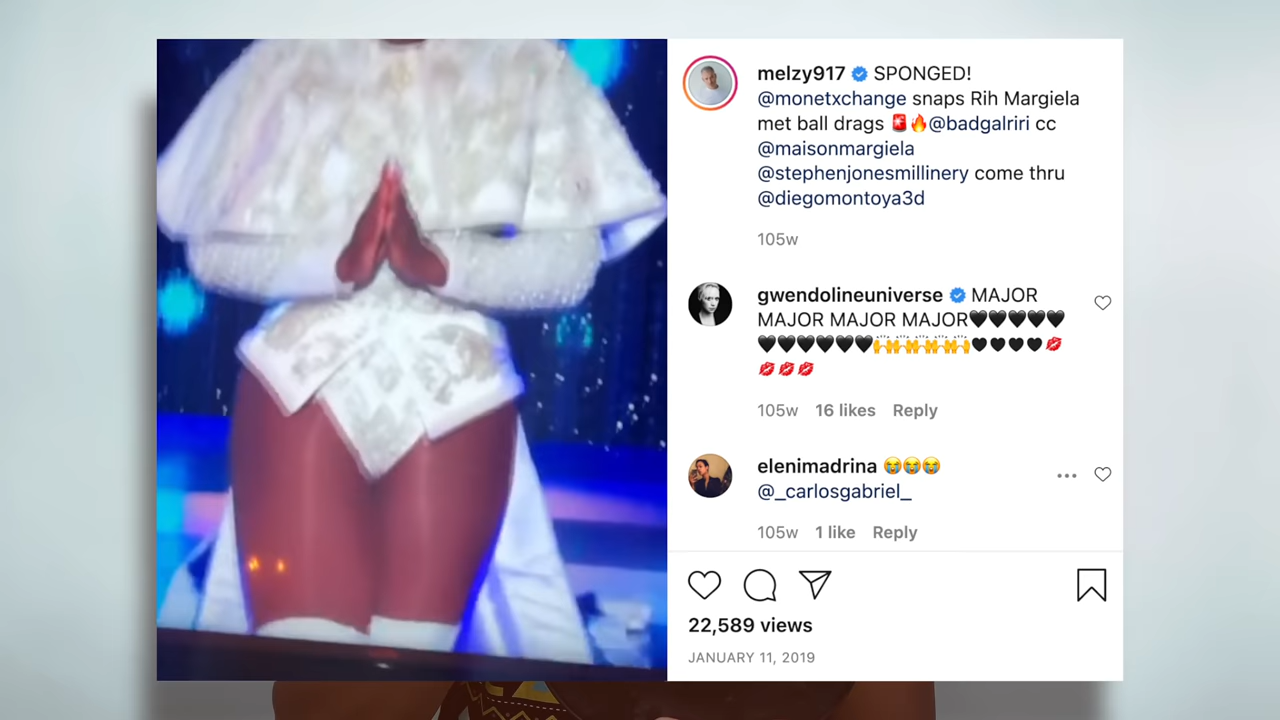 melzy917 SPONGED!
@monetxchange snaps Rih Margiela
met ball drags 🚨🔥@badgalriri cc
@maisonmargiela
@stephenjonesmillinery come thru
@diegomontoya3d
105w
gwendolineuniverse MAJOR
MAJOR MAJOR MAJOR🖤🖤🖤🖤🖤
🖤🖤🖤🖤🖤🖤🙌🙌🙌🙌🖤🖤🖤🖤💋
💋💋💋
105w 16 likes Reply
elenimadrina 😭😭😭
@_carlosgabriel_
105w 1 like Reply
22,589 views
JANUARY 11, 2019